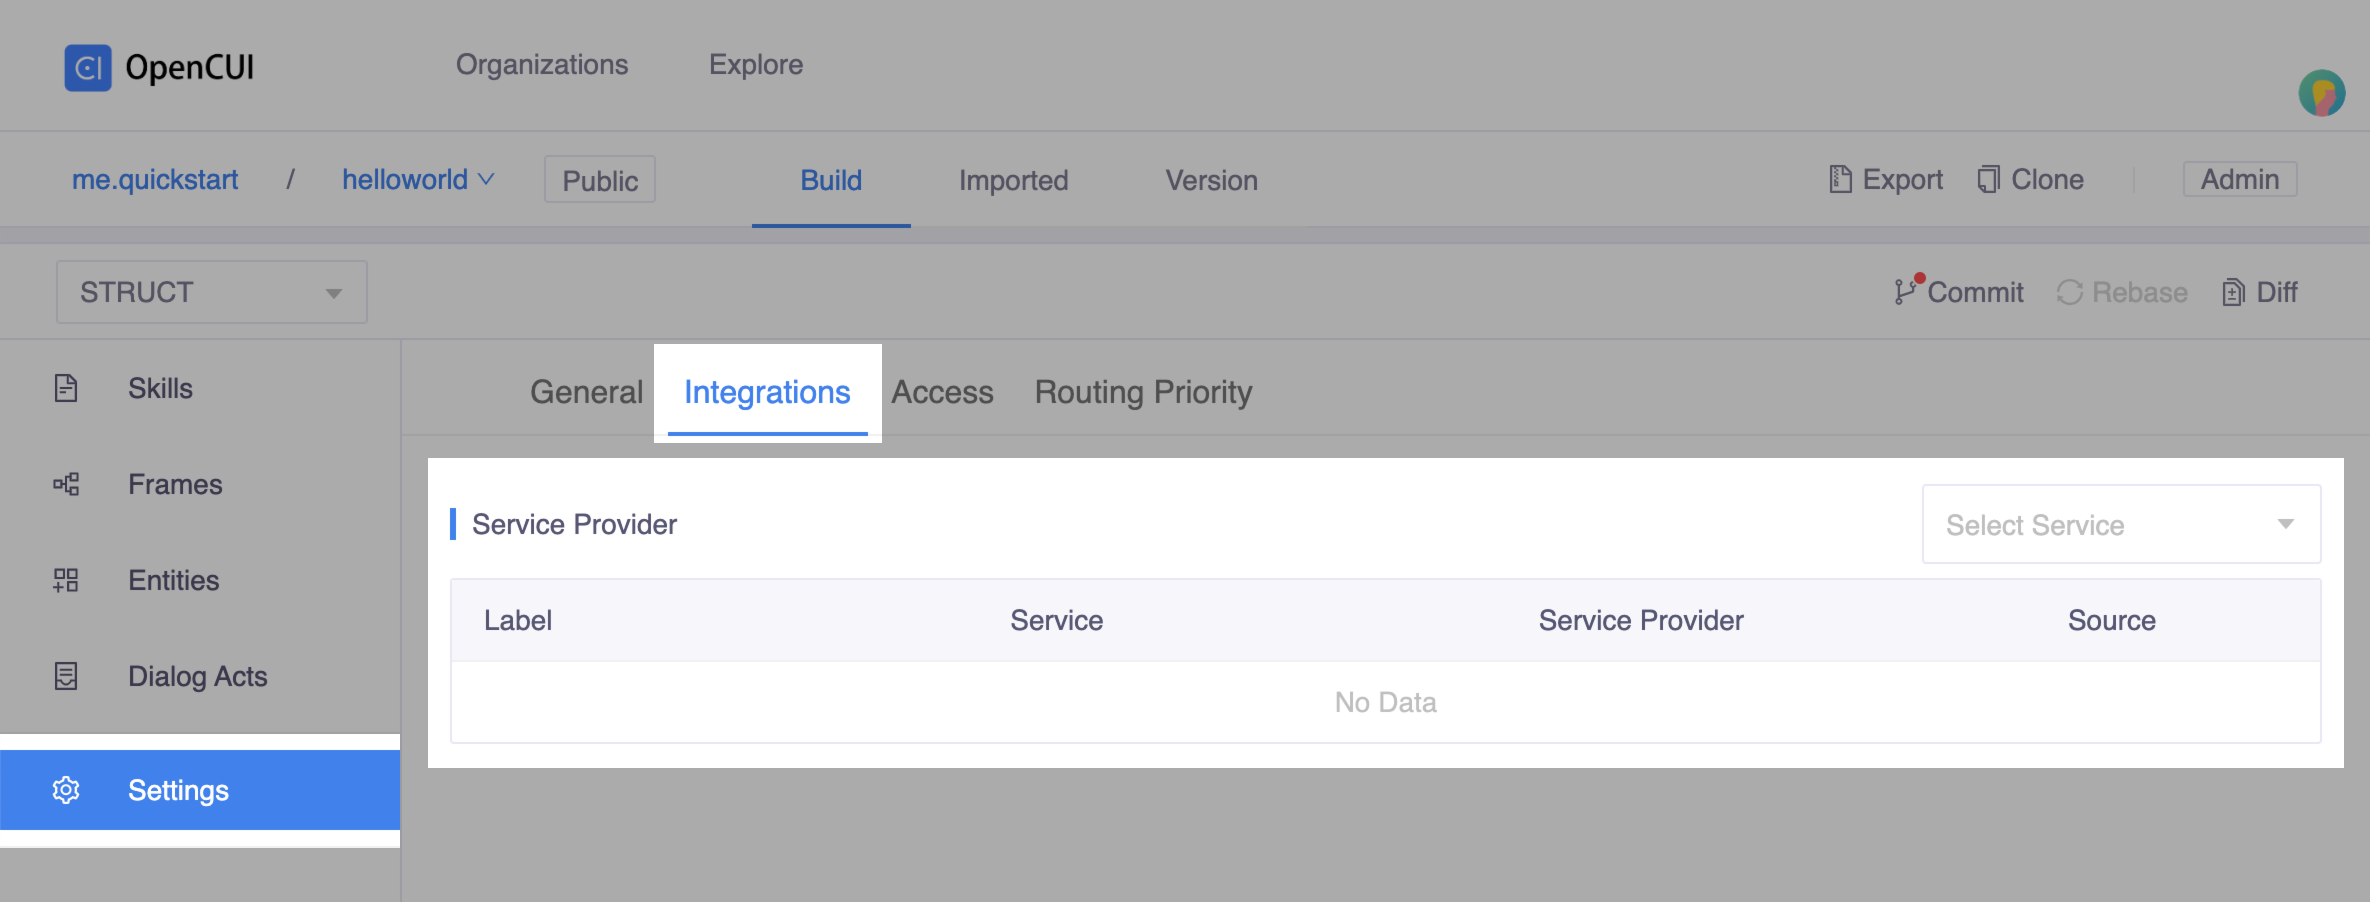 CI OpenCUI
Organizations Explore
me.quickstart / helloworld Public Build Imported Version Export Clone Admin
STRUCT Commit Rebase Diff
Skills
Frames
Entities
Dialog Acts
Settings
General Integrations Access Routing Priority
Service Provider Select Service
Label Service Service Provider Source
No Data